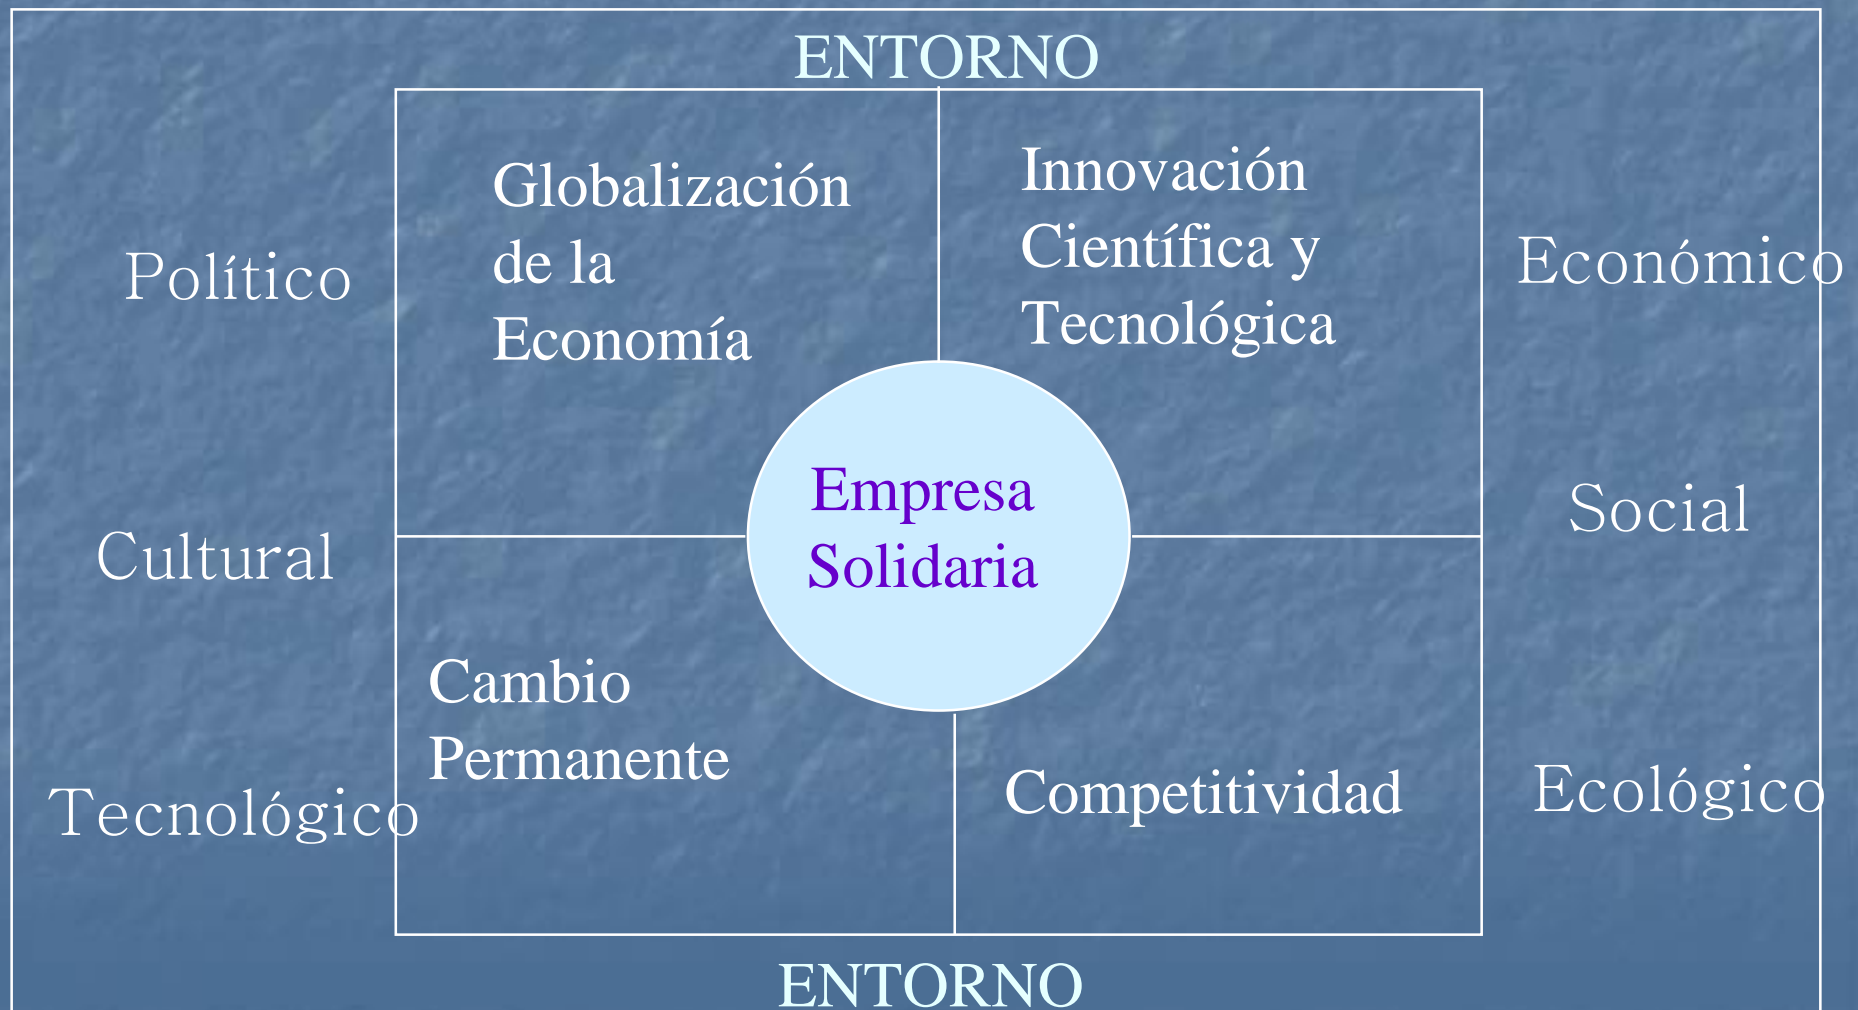 ENTORNO
Político
Cultural
Tecnológico
Globalización
de la
Economía
Innovación
Científica y
Tecnológica
Empresa
Solidaria
Cambio
Permanente
Competitividad
Económico
Social
Ecológico
ENTORNO